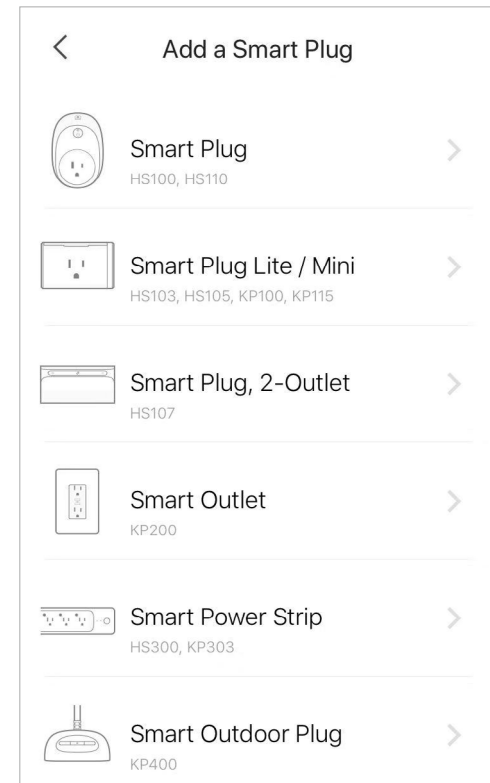 Add a Smart Plug
Smart Plug
HS100, HS110
Smart Plug Lite / Mini
HS103, HS105, KP100, KP115
Smart Plug, 2-Outlet
HS107
Smart Outlet
KP200
Smart Power Strip
HS300, KP303
Smart Outdoor Plug
KP400